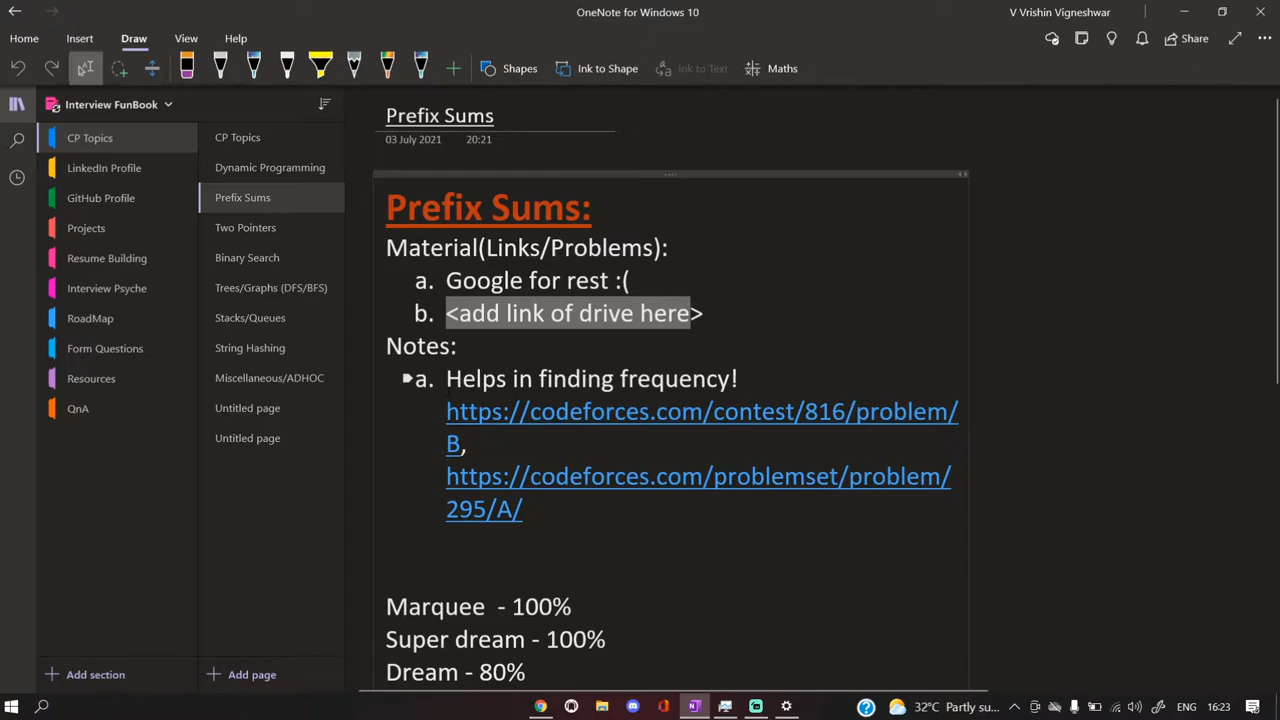 OneNote for Windows 10
V Vrishin Vigneshwar
Home
Insert
Draw
View
Help
Shapes
Ink to Shape
Ink to Text
Maths
Share
Interview FunBook
CP Topics
LinkedIn Profile
GitHub Profile
Projects
Resume Building
Interview Psyche
RoadMap
Form Questions
Resources
QnA
Add section
CP Topics
Dynamic Programming
Prefix Sums
Two Pointers
Binary Search
Trees/Graphs (DFS/BFS)
Stacks/Queues
String Hashing
Miscellaneous/ADHOC
Untitled page
Untitled page
Add page
Prefix Sums
03 July 2021 20:21
Prefix Sums:
Material(Links/Problems):
a. Google for rest :(
b. <add link of drive here>
Notes:
a. Helps in finding frequency!
https://codeforces.com/contest/816/problem/
B,
https://codeforces.com/problemset/problem/
295/A/
Marquee - 100%
Super dream - 100%
Dream - 80%
32°C Partly su...
ENG
16:23